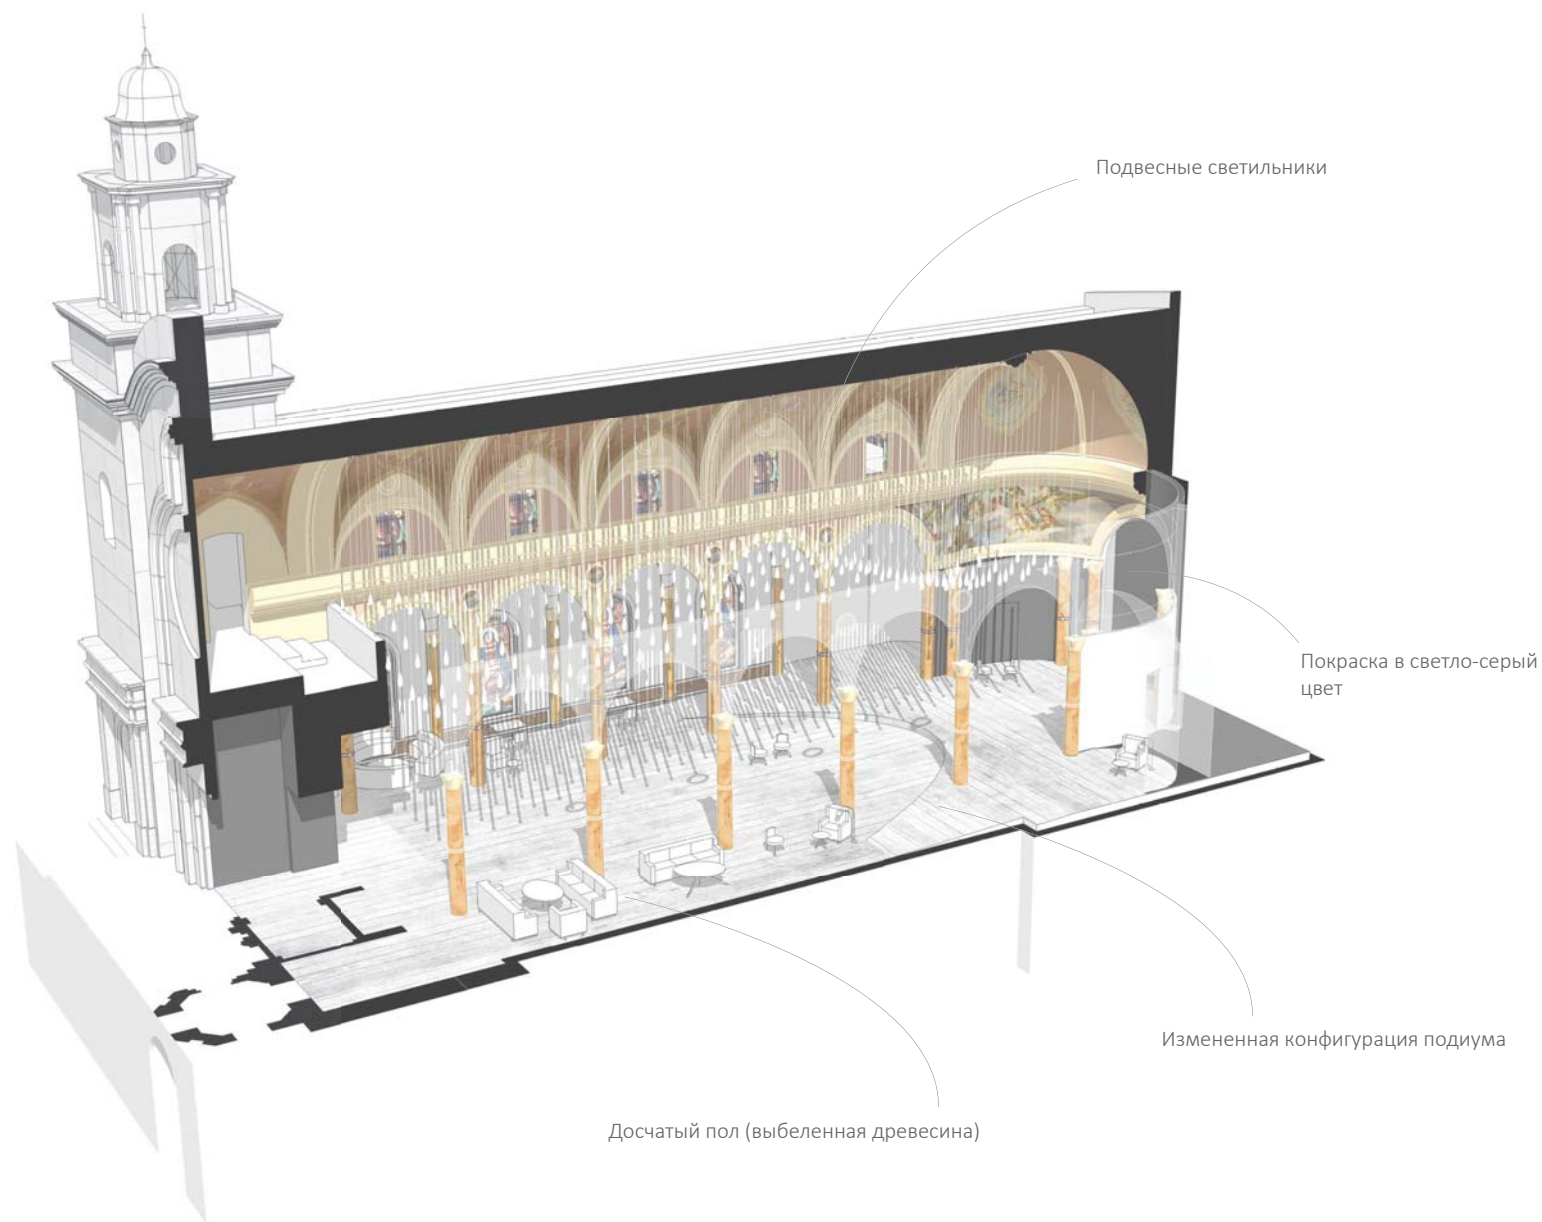 Подвесные светильники
Покраска в светло-серый
цвет
Измененная конфигурация подиума
Досчатый пол (выбеленная древесина)